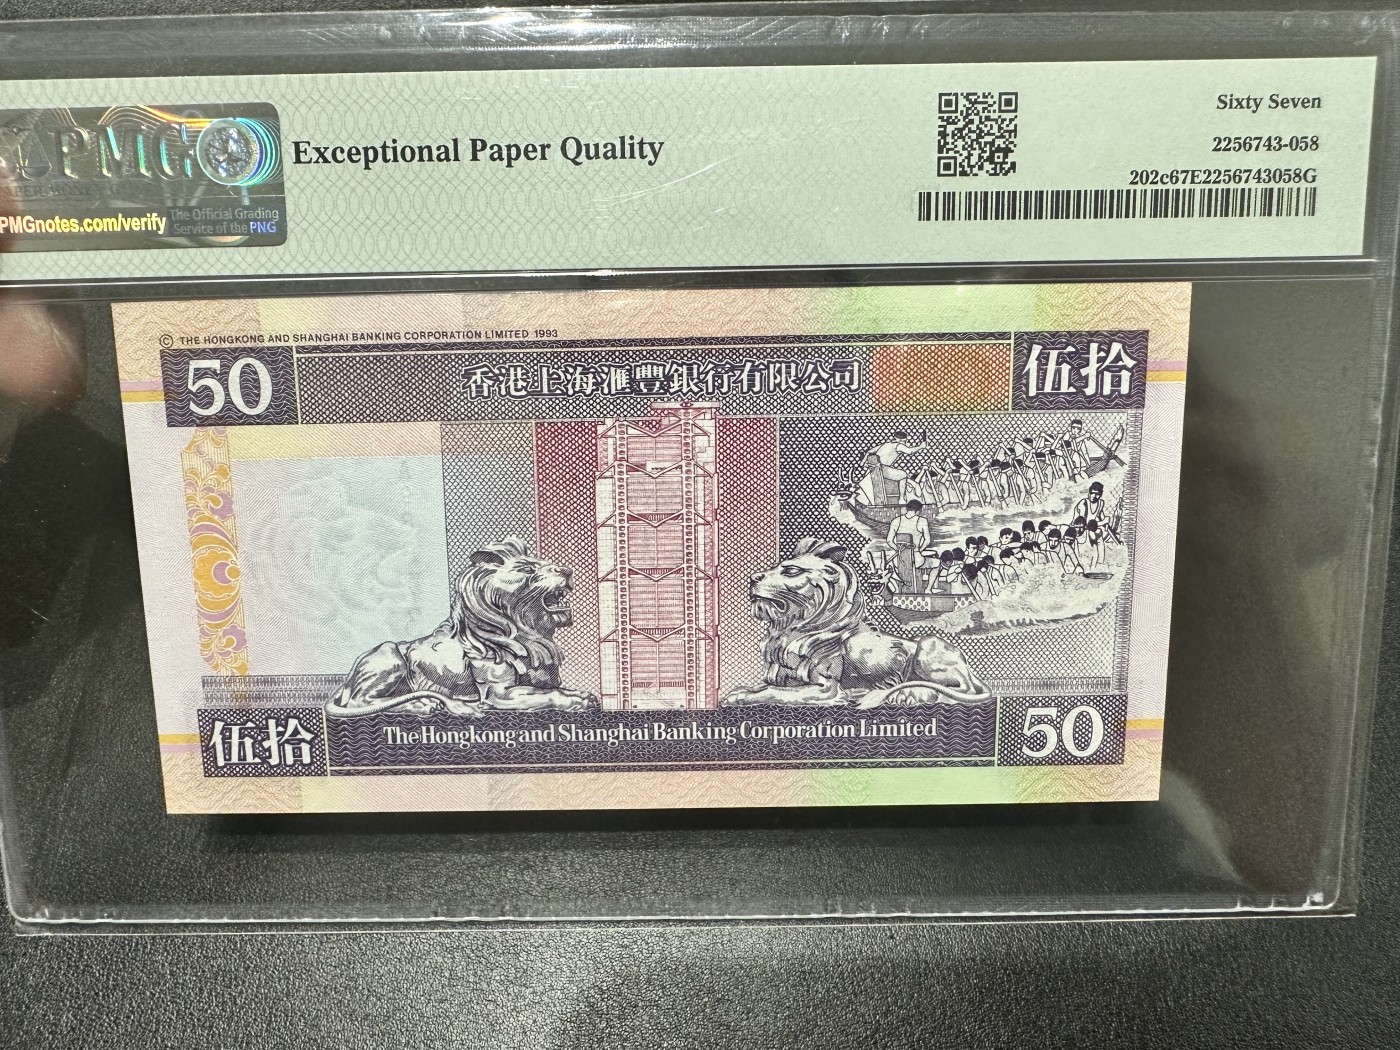 PMG
PAPER MONEY
PMGnotes.com/verify
The Official Grading
Service of the PNG
Exceptional Paper Quality
Sixty Seven
2256743-058
202c67E2256743058G
© THE HONGKONG AND SHANGHAI BANKING CORPORATION LIMITED 1993
50
香港上海滙豐銀行有限公司
伍拾
伍拾
The Hongkong and Shanghai Banking Corporation Limited
50